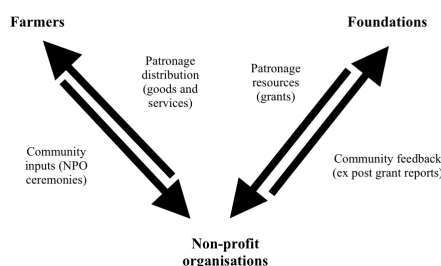 Farmers
Foundations
Patronage
distribution
(goods and
services)
Patronage
resources
(grants)
Community
inputs (NPO
ceremonies)
Community feedback
(ex post grant reports)
Non-profit
organisations